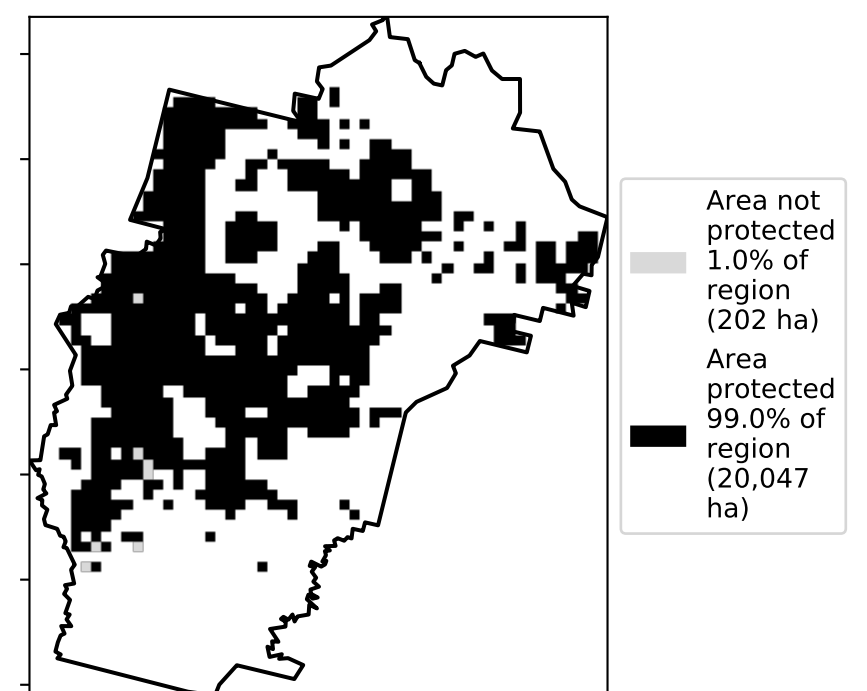 Area not
protected
1.0% of
region
(202 ha)
Area
protected
99.0% of
region
(20,047
ha)